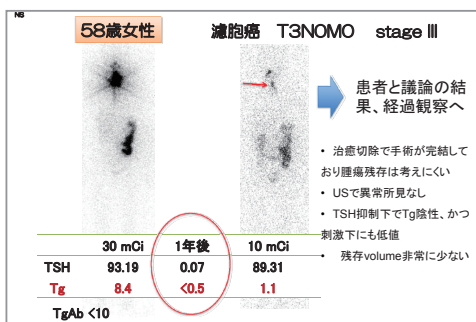 NS
58歳女性 濾胞癌 T3N0M0 stage III
患者と議論の結
果、経過観察へ
• 治癒切除で手術が完結して
おり腫瘍残存は考えにくい
• USで異常所見なし
• TSH抑制下でTg陰性、かつ
刺激下にも低値
• 残存volume非常に少ない
30 mCi 1年後 10 mCi
TSH 93.19 0.07 89.31
Tg 8.4 <0.5 1.1
TgAb <10